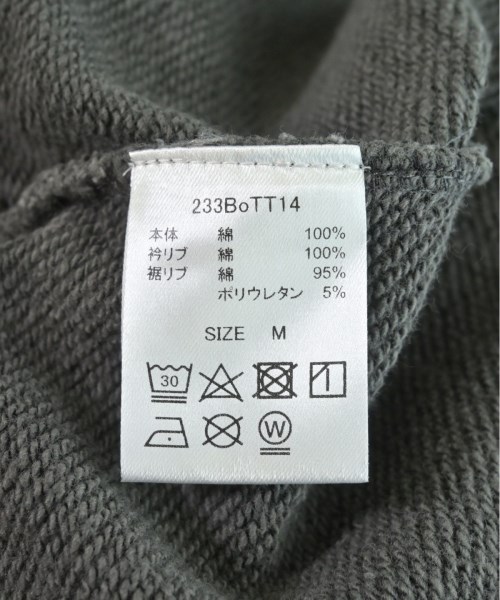 233BoTT14
本体 綿 100%
衿リブ 綿 100%
裾リブ 綿 95%
ポリウレタン 5%
SIZE M
30
W